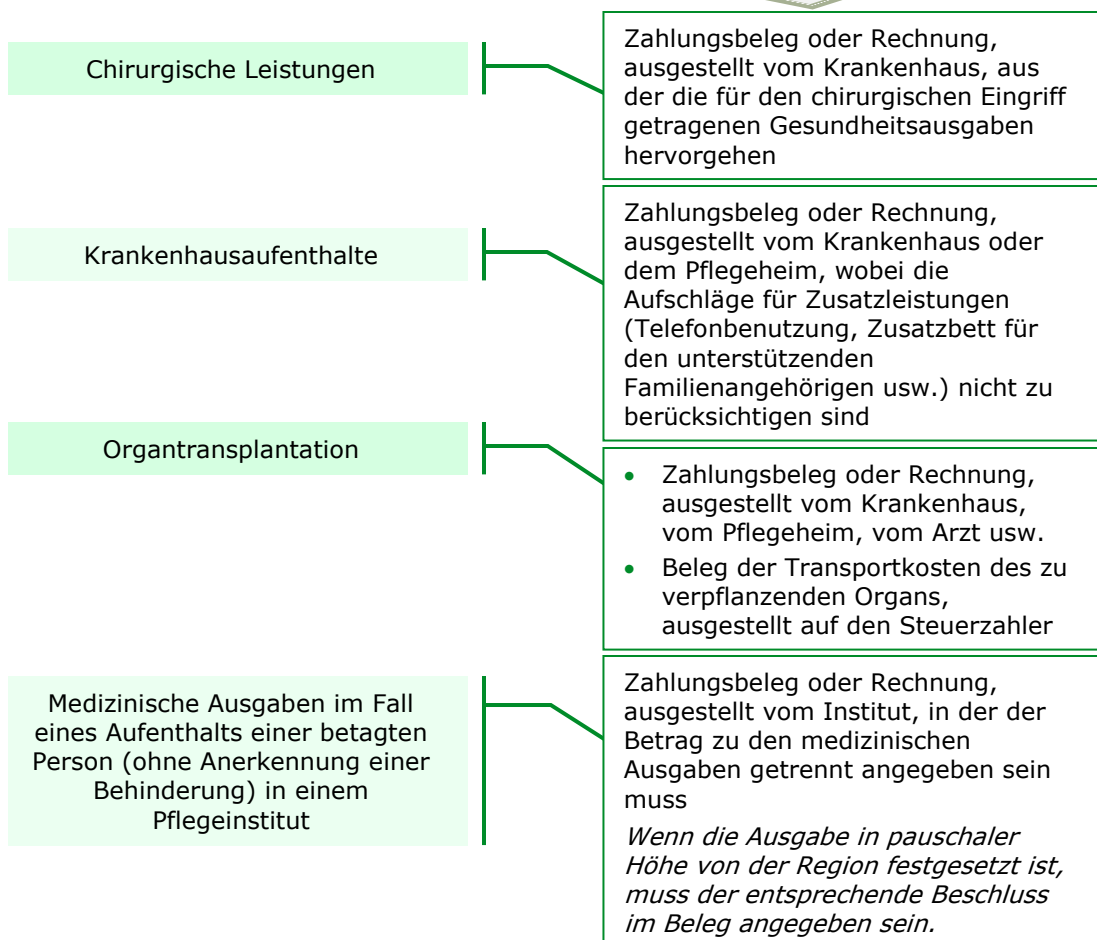 Chirurgische Leistungen
Zahlungsbeleg oder Rechnung,
ausgestellt vom Krankenhaus, aus
der die für den chirurgischen Eingriff
getragenen Gesundheitsausgaben
hervorgehen
Krankenhausaufenthalte
Zahlungsbeleg oder Rechnung,
ausgestellt vom Krankenhaus oder
dem Pflegeheim, wobei die
Aufschläge für Zusatzleistungen
(Telefonbenutzung, Zusatzbett für
den unterstützenden
Familienangehörigen usw.) nicht zu
berücksichtigen sind
Organtransplantation
• Zahlungsbeleg oder Rechnung,
ausgestellt vom Krankenhaus,
vom Pflegeheim, vom Arzt usw.
• Beleg der Transportkosten des zu
verpflanzenden Organs,
ausgestellt auf den Steuerzahler
Medizinische Ausgaben im Fall
eines Aufenthalts einer betagten
Person (ohne Anerkennung einer
Behinderung) in einem
Pflegeinstitut
Zahlungsbeleg oder Rechnung,
ausgestellt vom Institut, in der der
Betrag zu den medizinischen
Ausgaben getrennt angegeben sein
muss
Wenn die Ausgabe in pauschaler
Höhe von der Region festgesetzt ist,
muss der entsprechende Beschluss
im Beleg angegeben sein.